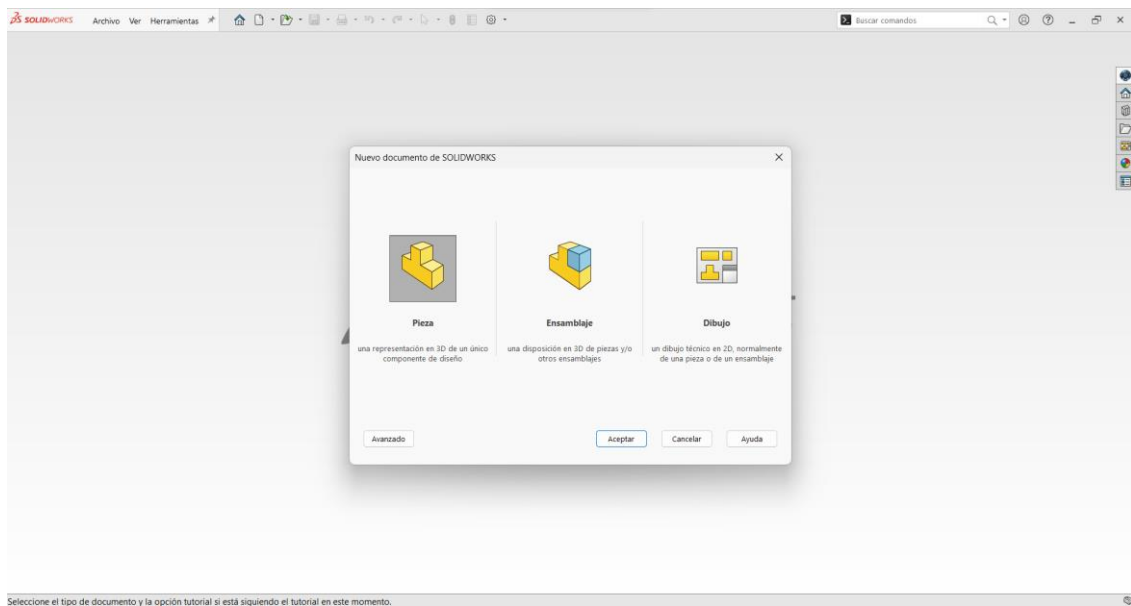 SOLIDWORKS Archivo Ver Herramientas Buscar comandos
Nuevo documento de SOLIDWORKS
Pieza
una representación en 3D de un único
componente de diseño
Ensamblaje
una disposición en 3D de piezas y/o
otros ensamblajes
Dibujo
un dibujo técnico en 2D, normalmente
de una pieza o de un ensamblaje
Avanzado Aceptar Cancelar Ayuda
Seleccione el tipo de documento y la opción tutorial si está siguiendo el tutorial en este momento.